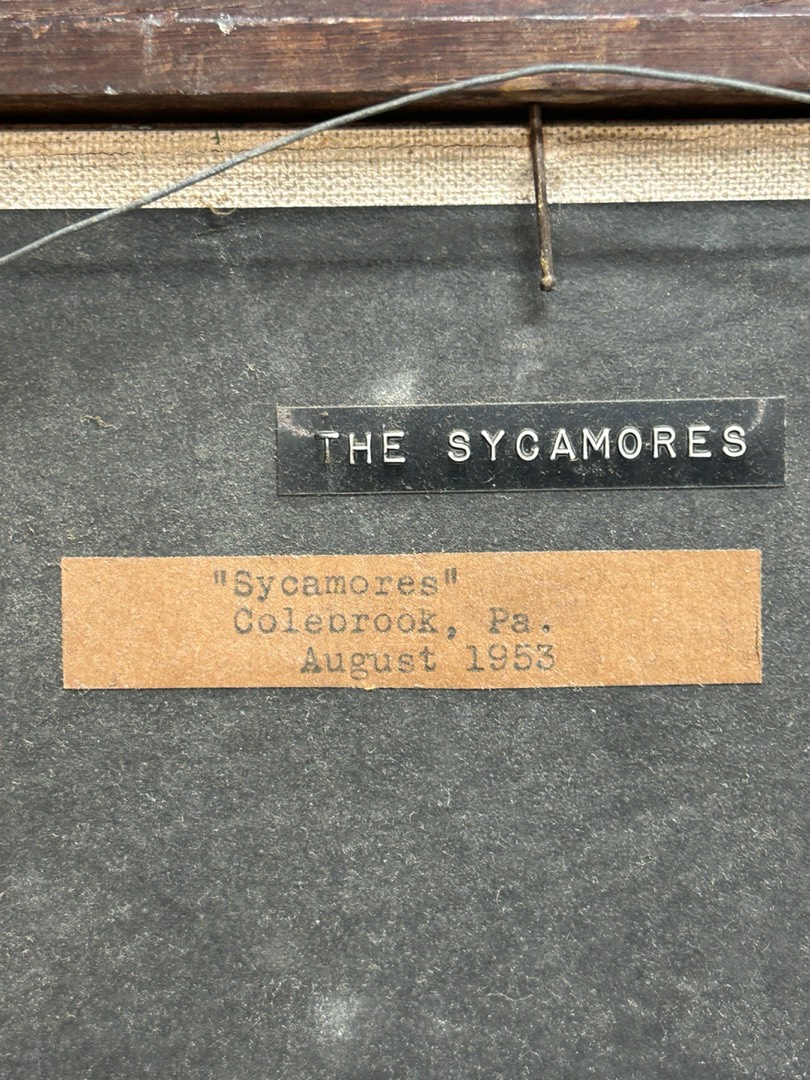 THE SYCAMORES
"Sycamores"
Colebrook, Pa.
August 1953